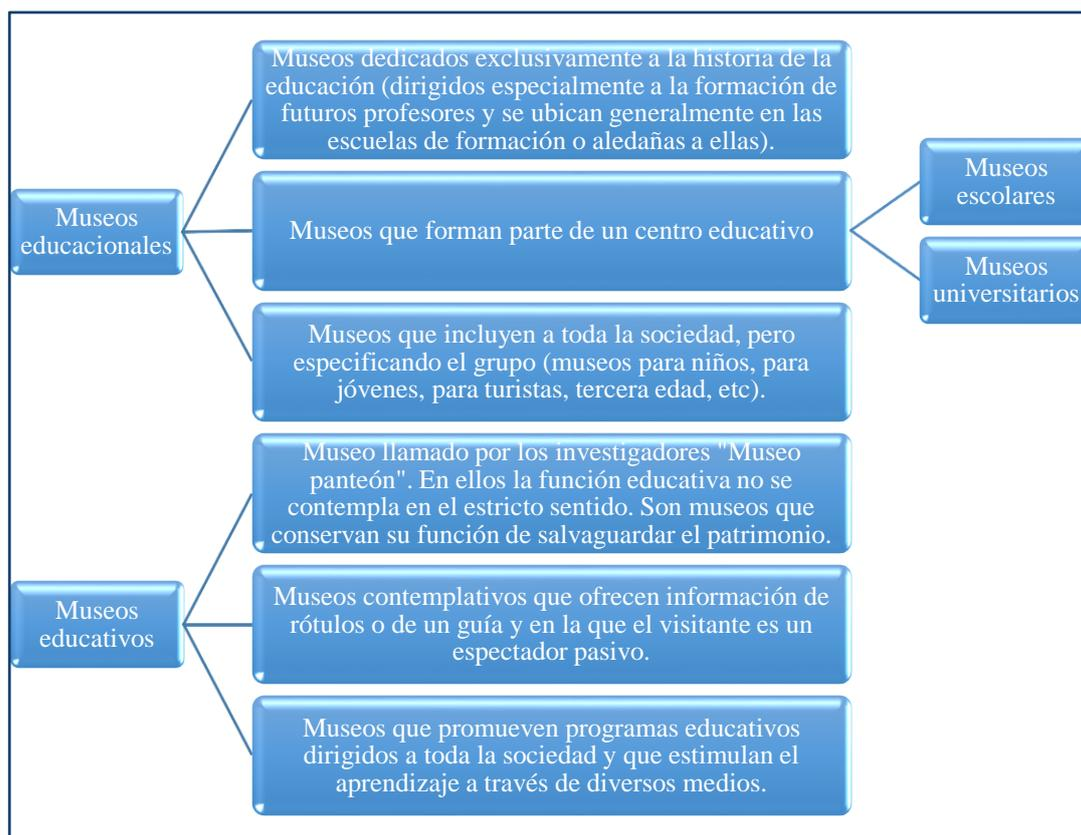 Museos
educacionales
Museos dedicados exclusivamente a la historia de la
educación (dirigidos especialmente a la formación de
futuros profesores y se ubican generalmente en las
escuelas de formación o aledañas a ellas).
Museos que forman parte de un centro educativo
Museos
escolares
Museos
universitarios
Museos que incluyen a toda la sociedad, pero
especificando el grupo (museos para niños, para
jóvenes, para turistas, tercera edad, etc).
Museos
educativos
Museo llamado por los investigadores "Museo
panteón". En ellos la función educativa no se
contempla en el estricto sentido. Son museos que
conservan su función de salvaguardar el patrimonio.
Museos contemplativos que ofrecen información de
rótulos o de un guía y en la que el visitante es un
espectador pasivo.
Museos que promueven programas educativos
dirigidos a toda la sociedad y que estimulan el
aprendizaje a través de diversos medios.